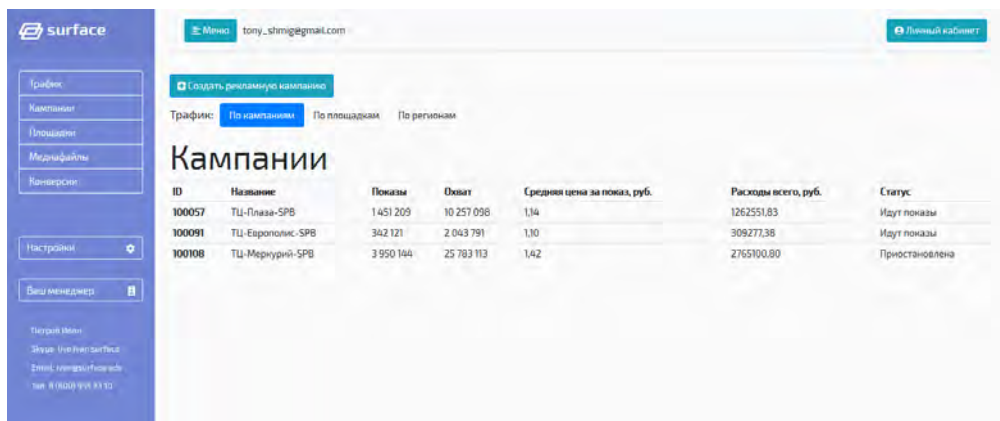 surface
Меню tony_shmig@gmail.com Личный кабинет
Трафик
Кампании
Площадки
Медиафайлы
Конверсии
Настройки
Ваш менеджер
Создать рекламную кампанию
Трафик: По кампаниям По площадкам По регионам
Кампании
ID Название Показы Охват Средняя цена за показ, руб. Расходы всего, руб. Статус
100057 ТЦ-Плаза-SPB 1 451 209 10 257 098 1,14 1262551,83 Идут показы
100091 ТЦ-Европолис-SPB 342 121 2 043 791 1,10 309277,38 Идут показы
100108 ТЦ-Меркурий-SPB 3 950 144 25 783 113 1,42 2765100,80 Приостановлена